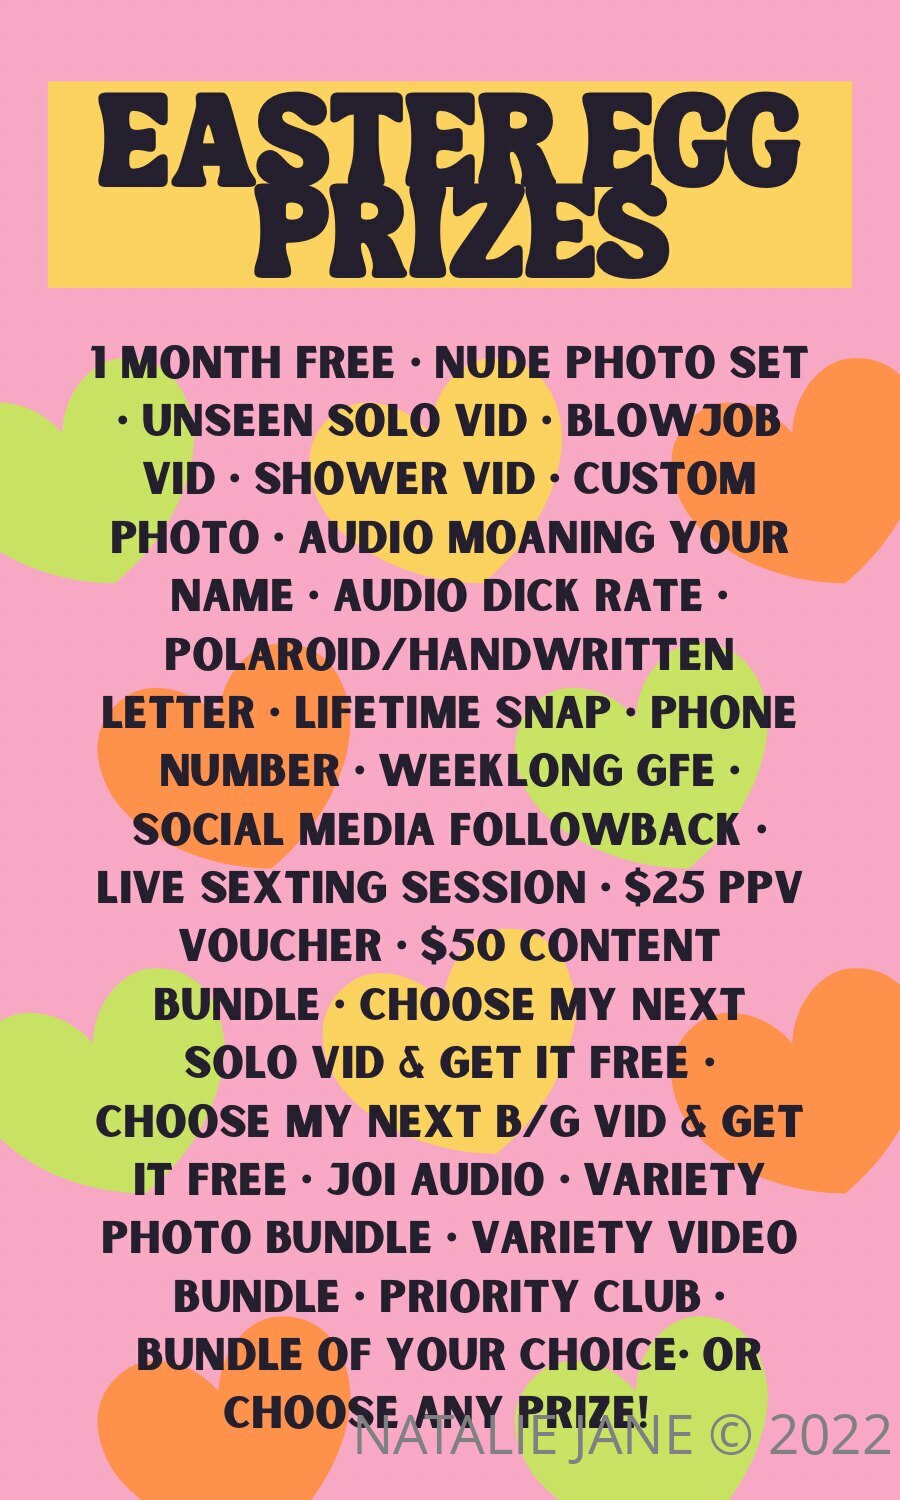 EASTER EGG
PRIZES
1 MONTH FREE · NUDE PHOTO SET
· UNSEEN SOLO VID · BLOWJOB
VID · SHOWER VID · CUSTOM
PHOTO · AUDIO MOANING YOUR
NAME · AUDIO DICK RATE ·
POLAROID/HANDWRITTEN
LETTER · LIFETIME SNAP · PHONE
NUMBER · WEEKLONG GFE ·
SOCIAL MEDIA FOLLOWBACK ·
LIVE SEXTING SESSION · $25 PPV
VOUCHER · $50 CONTENT
BUNDLE · CHOOSE MY NEXT
SOLO VID & GET IT FREE ·
CHOOSE MY NEXT B/G VID & GET
IT FREE · JOI AUDIO · VARIETY
PHOTO BUNDLE · VARIETY VIDEO
BUNDLE · PRIORITY CLUB ·
BUNDLE OF YOUR CHOICE· OR
CHOOSE ANY PRIZE!
NATALIE JANE © 2022